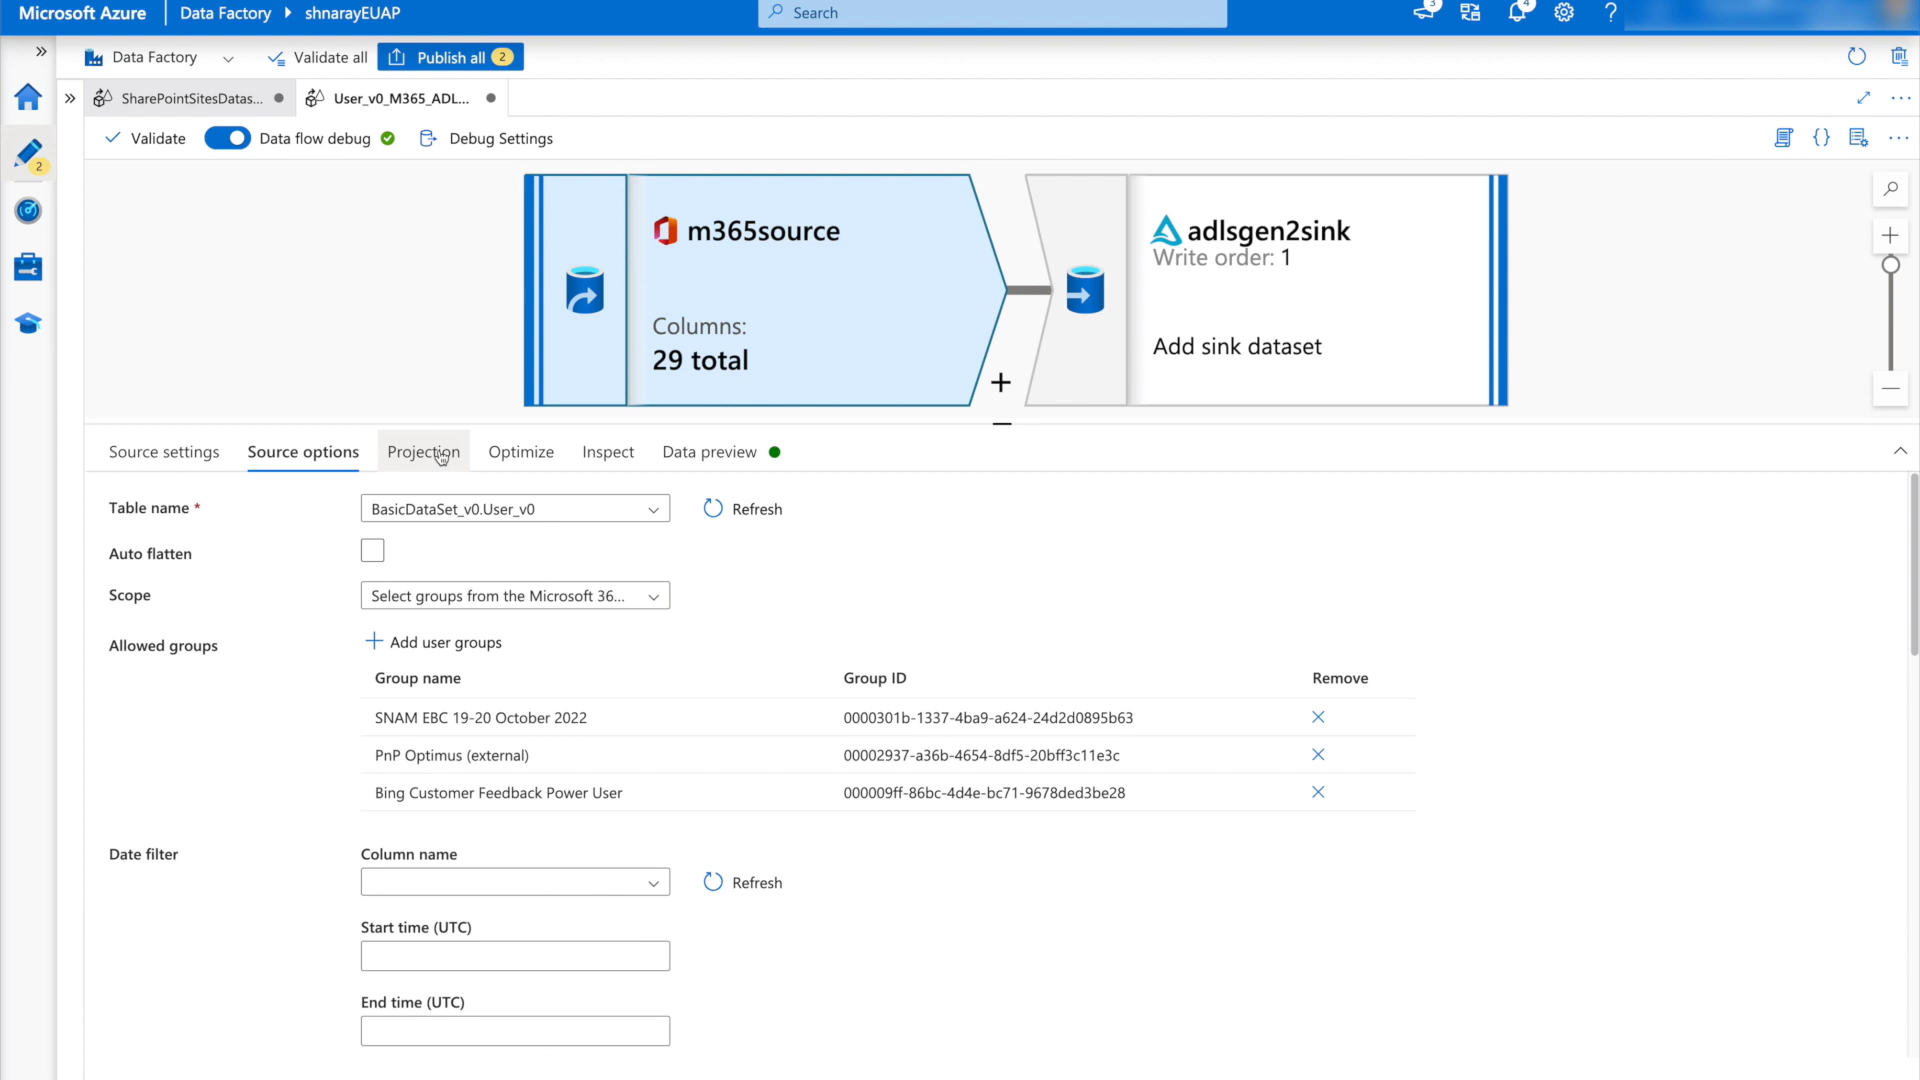 Microsoft Azure
Data Factory
shnarayEUAP
Search
3
4
?
Data Factory
Validate all
Publish all
2
SharePointSitesDatas...
User_v0_M365_ADL...
Validate
Data flow debug
Debug Settings
2
m365source
Columns:
29 total
+
adlsgen2sink
Write order: 1
Add sink dataset
Source settings
Source options
Projection
Optimize
Inspect
Data preview
Table name *
BasicDataSet_v0.User_v0
Refresh
Auto flatten
Scope
Select groups from the Microsoft 36...
Allowed groups
Add user groups
Group name
Group ID
Remove
SNAM EBC 19-20 October 2022
0000301b-1337-4ba9-a624-24d2d0895b63
PnP Optimus (external)
00002937-a36b-4654-8df5-20bff3c11e3c
Bing Customer Feedback Power User
000009ff-86bc-4d4e-bc71-9678ded3be28
Date filter
Column name
Refresh
Start time (UTC)
End time (UTC)